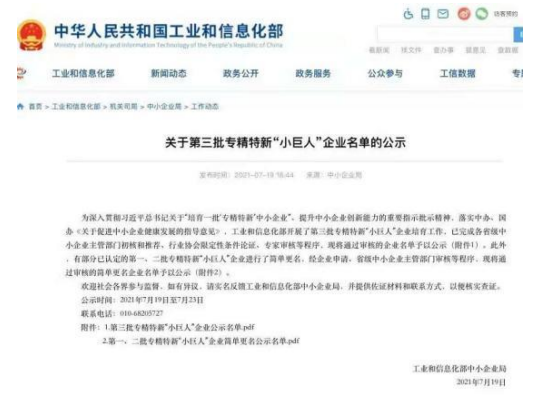 访客预约
中华人民共和国工业和信息化部
Ministry of Industry and Information Technology of the People's Republic of China
看新闻 找文件 查办事 提意见 查数据
工业和信息化部 新闻动态 政务公开 政务服务 公众参与 工信数据 专
首页 > 工业和信息化部 > 机关司局 > 中小企业局 > 工作动态
关于第三批专精特新“小巨人”企业名单的公示
发布时间:2021-07-19 16:44 来源:中小企业局
为深入贯彻习近平总书记关于“培育一批‘专精特新’中小企业”,提升中小企业创新能力的重要指示批示精神,落实中办、国
办《关于促进中小企业健康发展的指导意见》,工业和信息化部开展了第三批专精特新“小巨人”企业培育工作,已完成各省级中
小企业主管部门初核和推荐、行业协会限定性条件论证、专家审核等程序。现将通过审核的企业名单予以公示(附件1)。此外
,有部分已认定的第一、二批专精特新“小巨人”企业进行了简单更名,经企业申请,省级中小企业主管部门审核等程序,现将通
过审核的简单更名企业名单予以公示(附件2)。
欢迎社会各界参与监督,如有异议,请实名反馈工业和信息化部中小企业局,并提供佐证材料和联系方式,以便核实查证。
公示时间:2021年7月19日至7月23日
联系电话:010-68205727
附件:1.第三批专精特新“小巨人”企业公示名单.pdf
2.第一、二批专精特新“小巨人”企业简单更名公示名单.pdf
工业和信息化部中小企业局
2021年7月19日